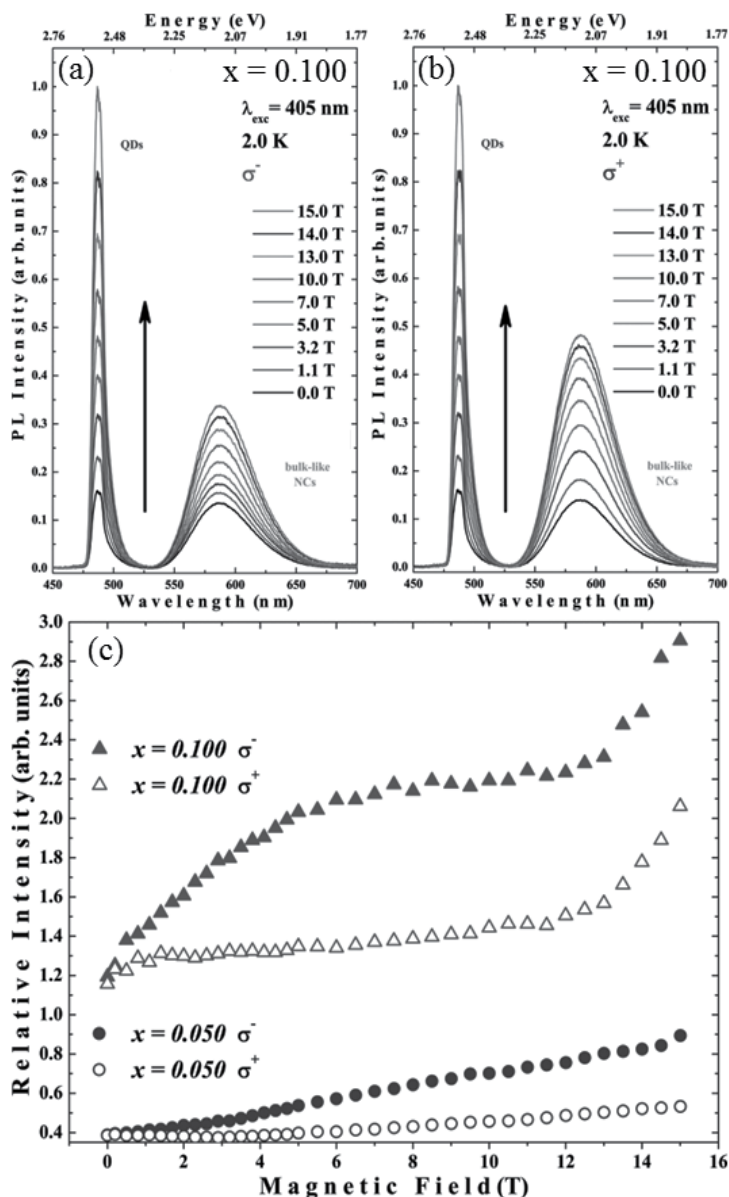 Energy (eV)
2.76 2.48 2.25 2.07 1.91 1.77
(a) x = 0.100
λexc = 405 nm
2.0 K
σ-
QDs
15.0 T
14.0 T
13.0 T
10.0 T
7.0 T
5.0 T
3.2 T
1.1 T
0.0 T
bulk-like
NCs
PL Intensity (arb.units)
1.0
0.9
0.8
0.7
0.6
0.5
0.4
0.3
0.2
0.1
0.0
450 500 550 600 650 700
Wavelength (nm)
Energy (eV)
2.76 2.48 2.25 2.07 1.91 1.77
(b) x = 0.100
λexc = 405 nm
2.0 K
σ+
QDs
15.0 T
14.0 T
13.0 T
10.0 T
7.0 T
5.0 T
3.2 T
1.1 T
0.0 T
bulk-like
NCs
PL Intensity (arb.units)
1.0
0.9
0.8
0.7
0.6
0.5
0.4
0.3
0.2
0.1
0.0
450 500 550 600 650 700
Wavelength (nm)
(c)
x = 0.100 σ-
x = 0.100 σ+
x = 0.050 σ-
x = 0.050 σ+
Relative Intensity (arb. units)
3.0
2.8
2.6
2.4
2.2
2.0
1.8
1.6
1.4
1.2
1.0
0.8
0.6
0.4
0 2 4 6 8 10 12 14 16
Magnetic Field (T)